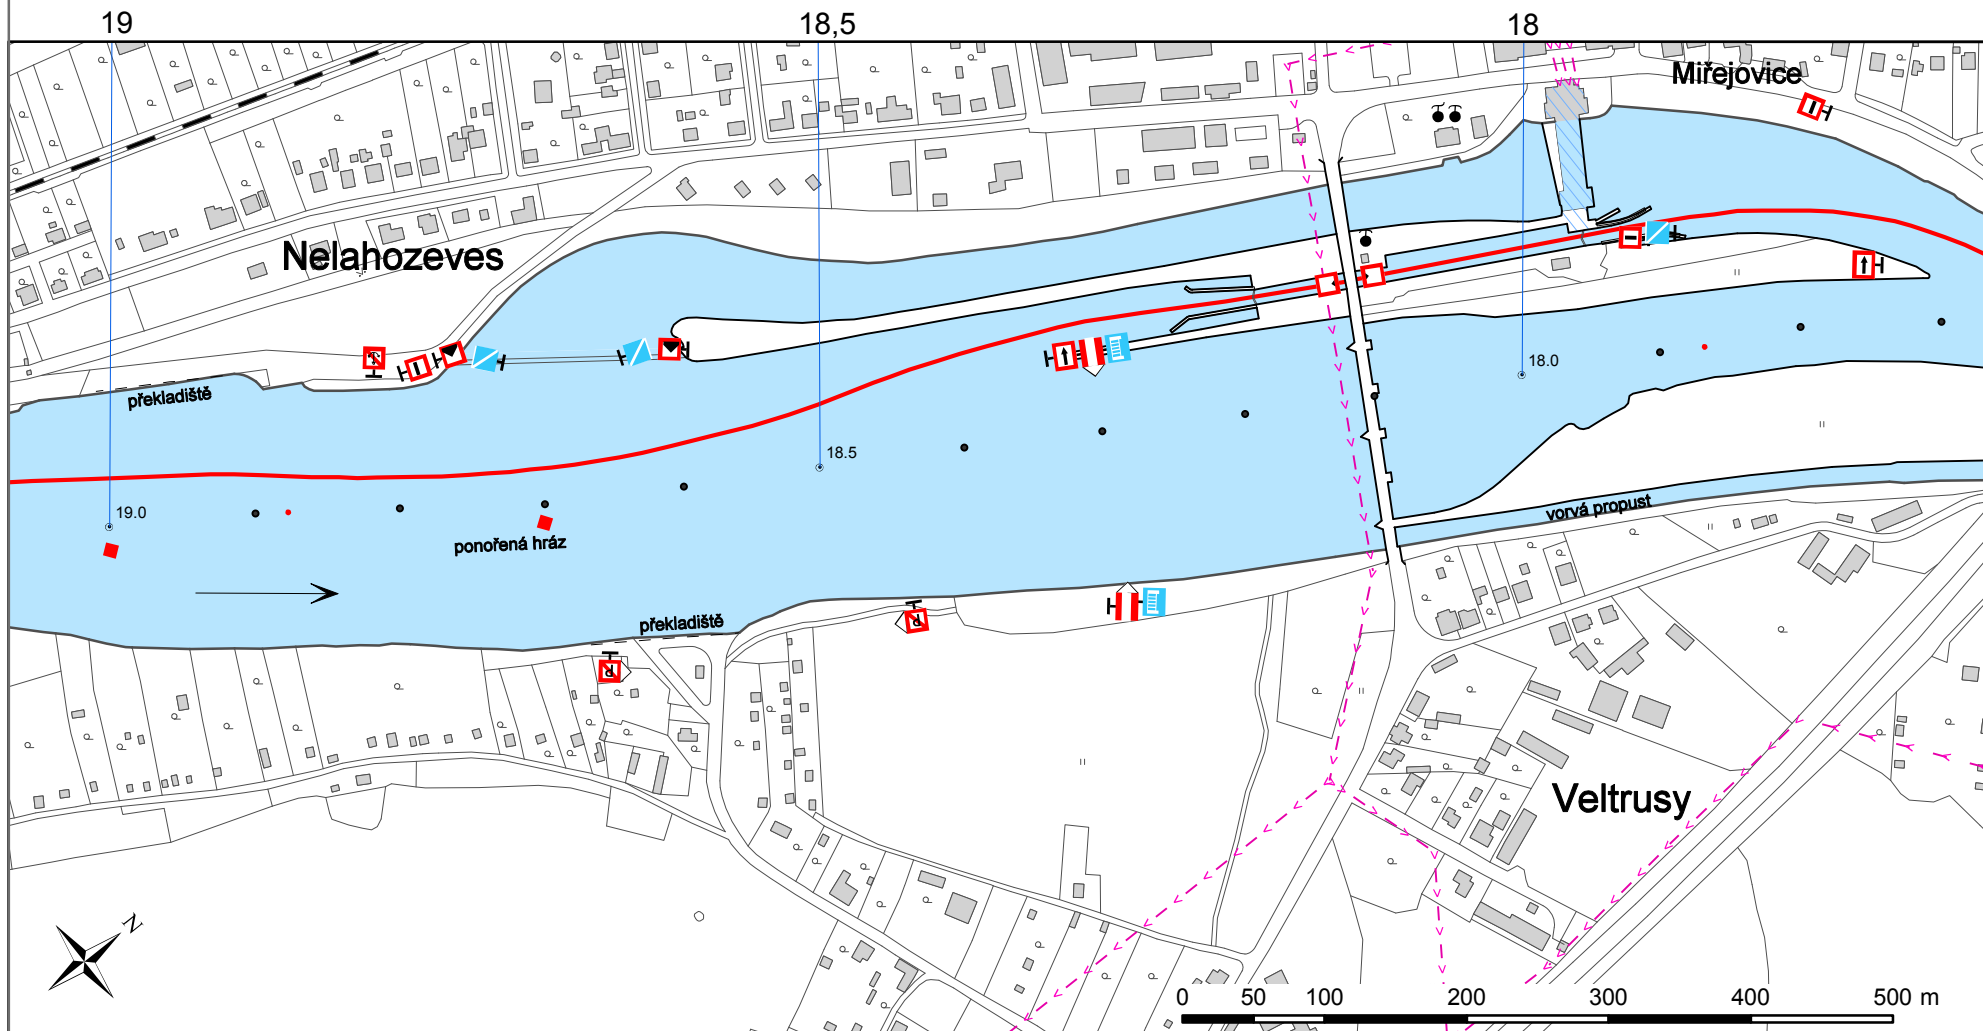 19
18,5
18
Miřejovice
Nelahozeves
překladiště
18.0
18.5
19.0
vorvá propust
ponořená hráz
překladiště
R
R
Veltrusy
N
0 50 100 200 300 400 500 m